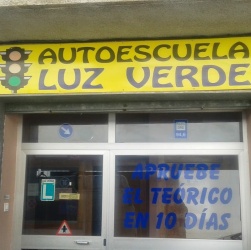 AUTOESCUELA
LUZ VERDE
APRUEBE
EL TEÓRICO
EN 10 DÍAS
L